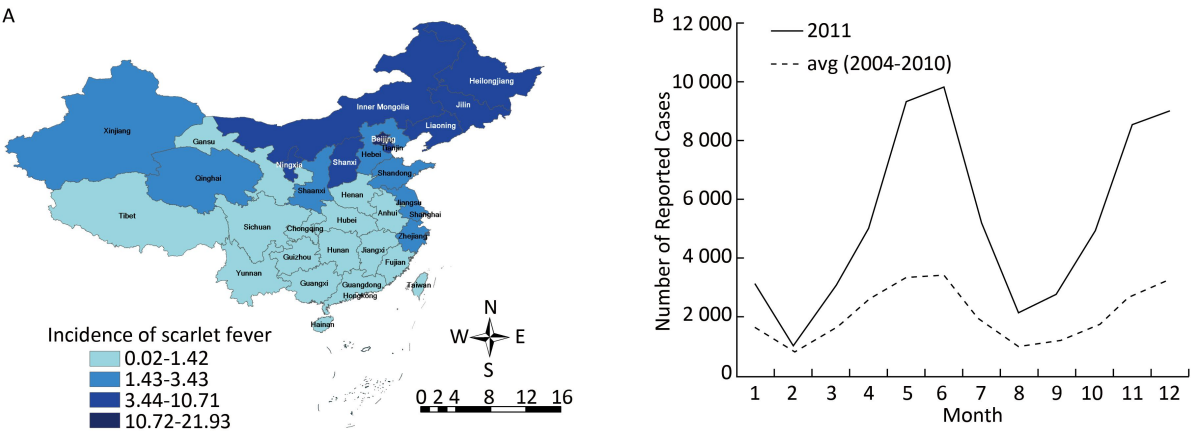 A
Heilongjiang
Inner Mongolia
Jilin
Liaoning
Xinjiang
Gansu
Beijing
Ningxia
Shanxi
Hebei
Qinghai
Shandong
Shaanxi
Henan
Jiangsu
Tibet
Anhui
Shanghai
Sichuan
Hubei
Chongqing
Zhejiang
Hunan
Jiangxi
Guizhou
Fujian
Yunnan
Guangxi
Guangdong
Taiwan
Hongkong
Hainan
N
W E
S
Incidence of scarlet fever
0.02-1.42
1.43-3.43
3.44-10.71
10.72-21.93
0 2 4 8 12 16
B
12 000
10 000
8 000
6 000
4 000
2 000
0
Number of Reported Cases
2011
avg (2004-2010)
1 2 3 4 5 6 7 8 9 10 11 12
Month